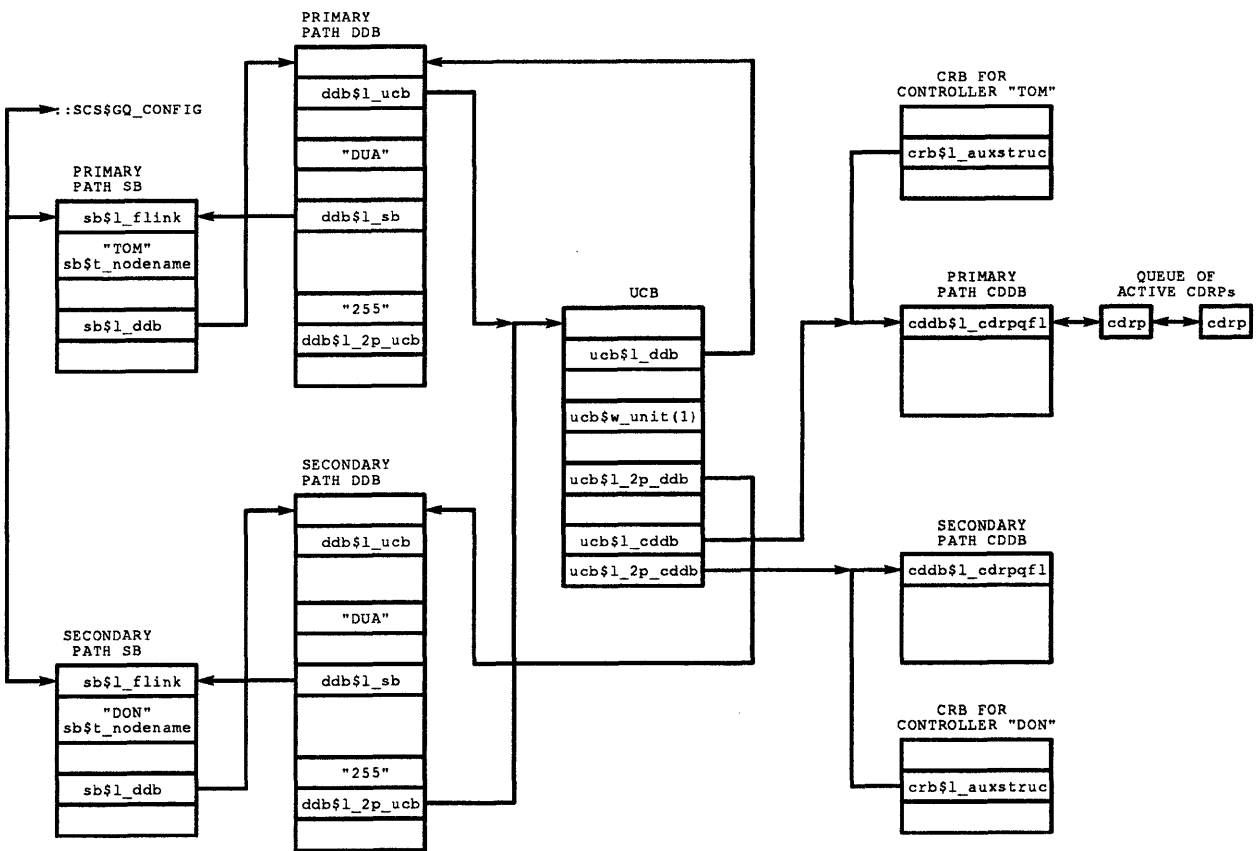 PRIMARY
PATH DDB
ddb$l_ucb
"DUA"
ddb$l_sb
"255"
ddb$l_2p_ucb
::SCS$GQ_CONFIG
PRIMARY
PATH SB
sb$l_flink
"TOM"
sb$t_nodename
sb$l_ddb
SECONDARY
PATH DDB
ddb$l_ucb
"DUA"
ddb$l_sb
"255"
ddb$l_2p_ucb
SECONDARY
PATH SB
sb$l_flink
"DON"
sb$t_nodename
sb$l_ddb
UCB
ucb$l_ddb
ucb$w_unit(1)
ucb$l_2p_ddb
ucb$l_cddb
ucb$l_2p_cddb
CRB FOR
CONTROLLER "TOM"
crb$l_auxstruc
PRIMARY
PATH CDDB
cddb$l_cdrpqfl
QUEUE OF
ACTIVE CDRPs
cdrp
cdrp
SECONDARY
PATH CDDB
cddb$l_cdrpqfl
CRB FOR
CONTROLLER "DON"
crb$l_auxstruc